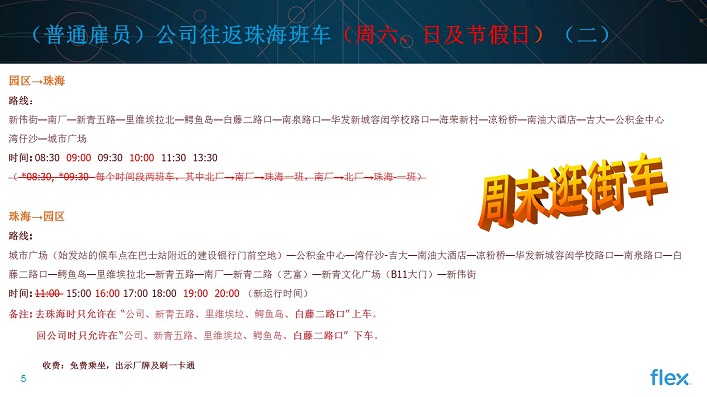 （普通雇员）公司往返珠海班车（周六、日及节假日）（二）
园区→珠海
路线：
新伟街—南厂—新青五路—里维埃拉北—鳄鱼岛—白藤二路口—南泉路口—华发新城容闳学校路口—海荣新村—凉粉桥—南油大酒店—吉大—公积金中心
湾仔沙—城市广场
时间：08:30 09:00 09:30 10:00 11:30 13:30
（ *08:30, *09:30 每个时间段两班车，其中北厂→南厂→珠海一班，南厂→北厂→珠海一班）
周末逛街车
珠海→园区
路线：
城市广场（始发站的候车点在巴士站附近的建设银行门前空地）—公积金中心—湾仔沙-吉大—南油大酒店—凉粉桥—华发新城容闳学校路口—南泉路口—白
藤二路口—鳄鱼岛—里维埃拉北—新青五路—南厂—新青二路（艺富）—新青文化广场（B11大门）—新伟街
时间：11:00 15:00 16:00 17:00 18:00 19:00 20:00 （新运行时间）
备注：去珠海时只允许在 “公司、新青五路、里维埃垃、鳄鱼岛、白藤二路口”上车。
回公司时只允许在“公司、新青五路、里维埃垃、鳄鱼岛、白藤二路口” 下车。
收费：免费乘坐，出示厂牌及刷一卡通
5
flex